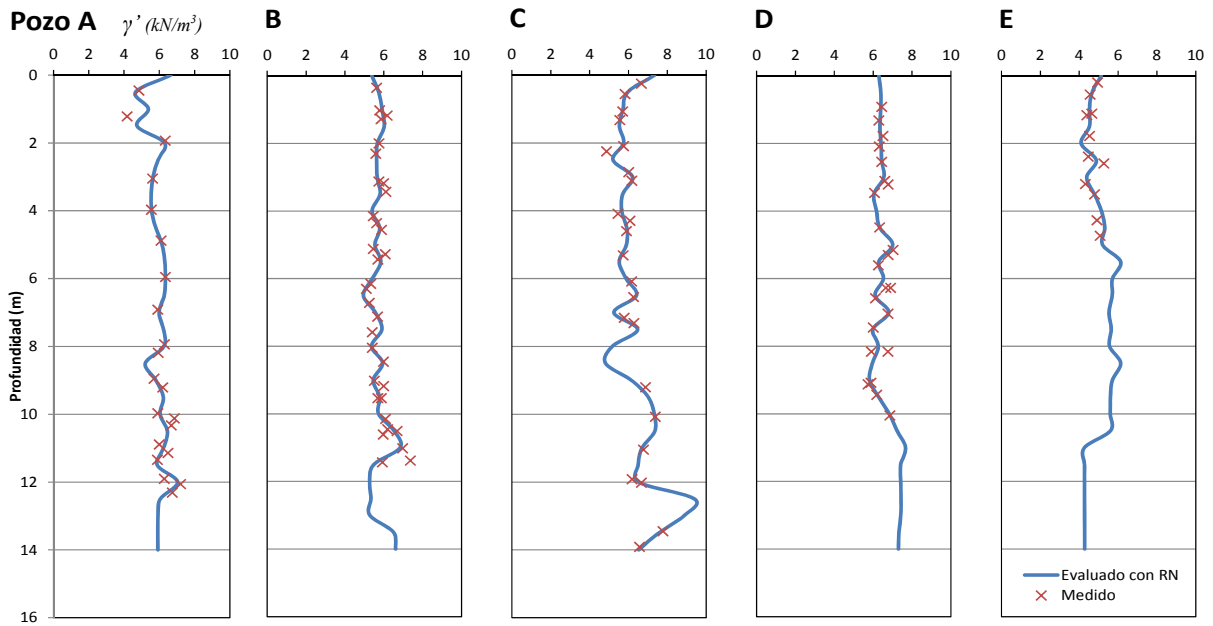 Pozo A γ' (kN/m³) B C D E
0 2 4 6 8 10 0 2 4 6 8 10 0 2 4 6 8 10 0 2 4 6 8 10 0 2 4 6 8 10
0
2
4
6
8
10
12
14
16
Profundidad (m)
Evaluado con RN
Medido